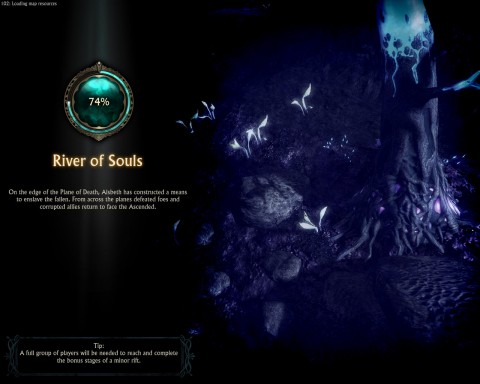 102: Loading map resources
74%
River of Souls
On the edge of the Plane of Death, Alsbeth has constructed a means
to enslave the fallen. From across the planes defeated foes and
corrupted allies return to face the Ascended.
Tip:
A full group of players will be needed to reach and complete
the bonus stages of a minor rift.